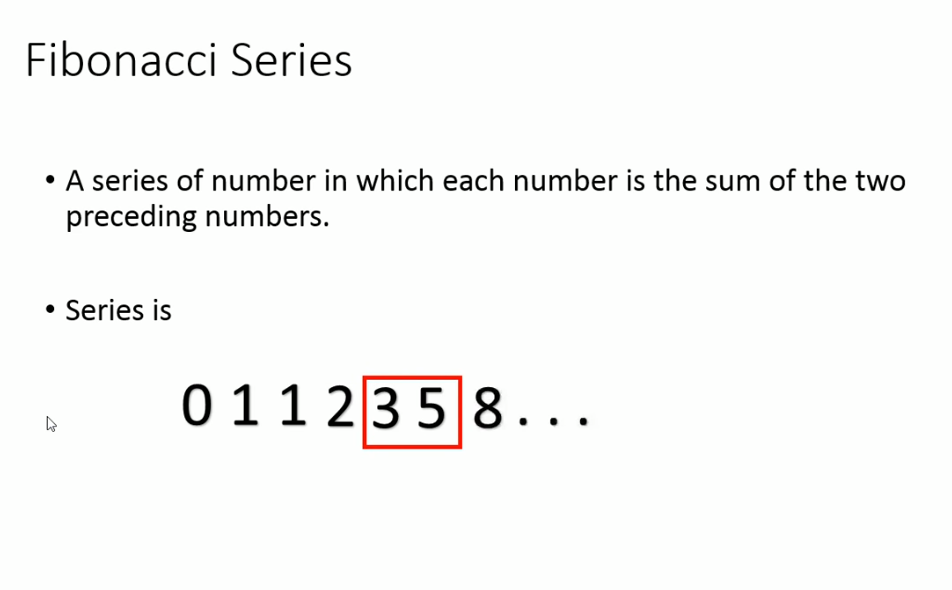 Fibonacci Series
• A series of number in which each number is the sum of the two
preceding numbers.
• Series is
0 1 1 2 3 5 8 . . .